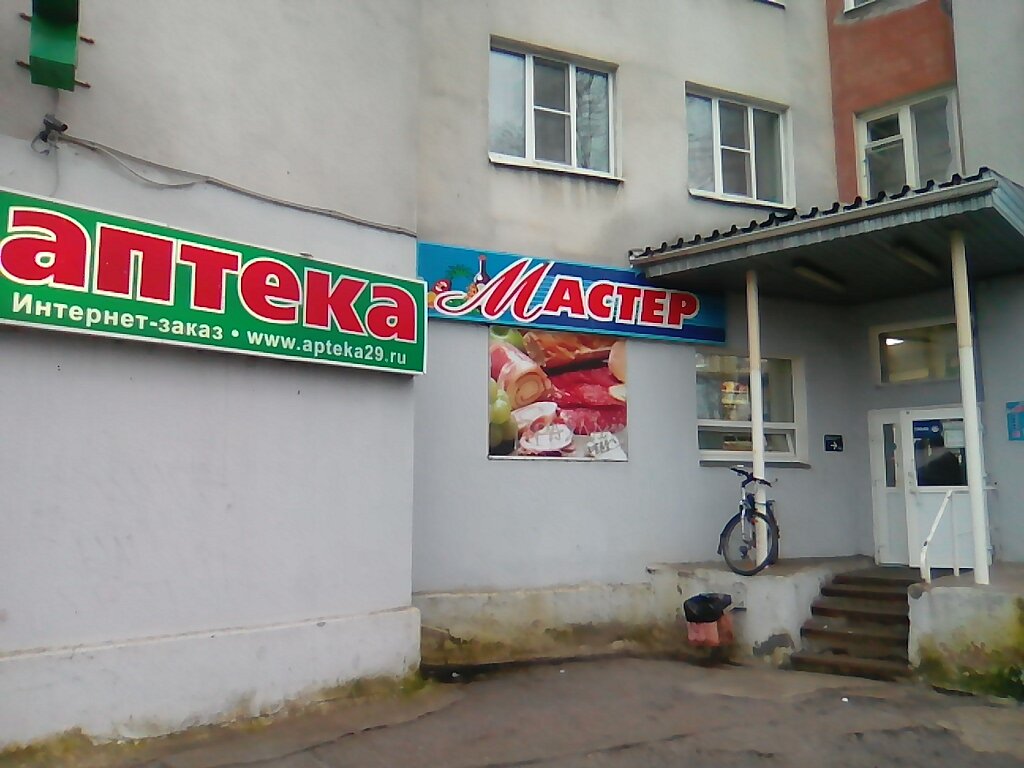 аптека
Интернет-заказ • www.apteka29.ru
Мастер